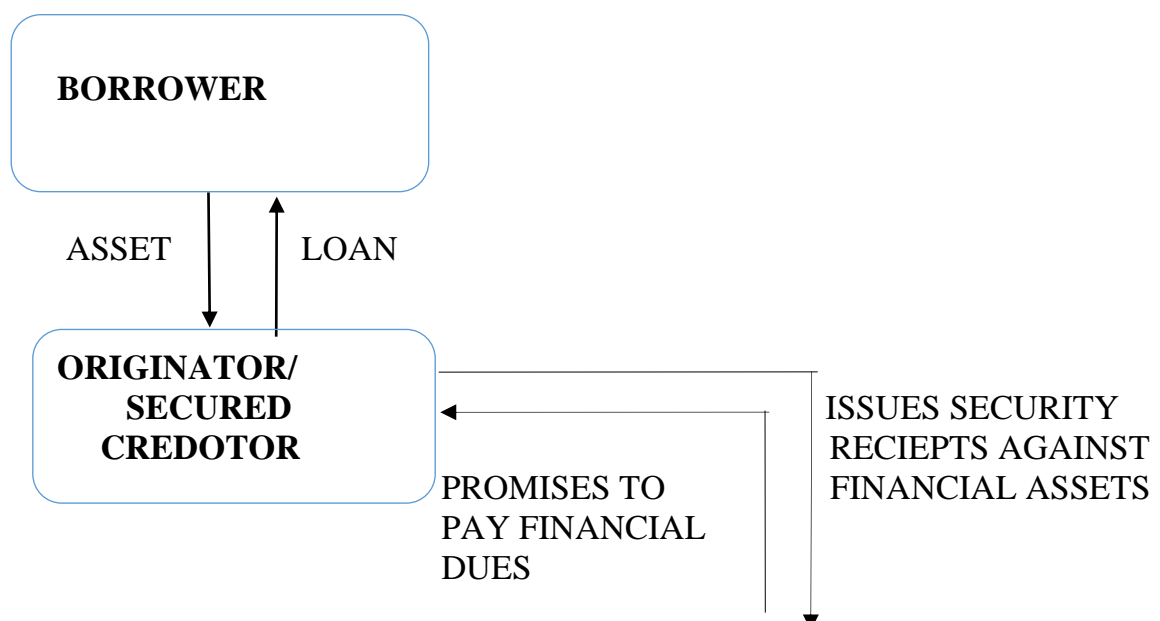 BORROWER
ASSET
LOAN
ORIGINATOR/
SECURED
CREDOTOR
ISSUES SECURITY
RECIEPTS AGAINST
FINANCIAL ASSETS
PROMISES TO
PAY FINANCIAL
DUES